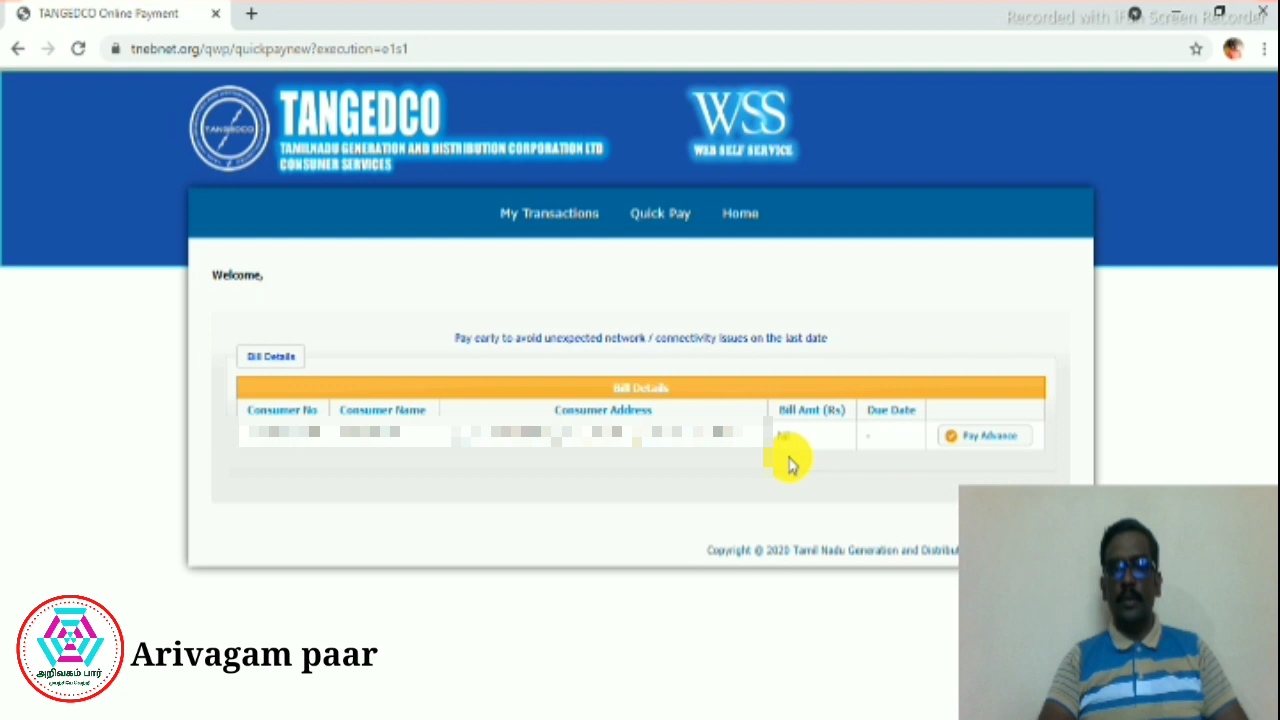 TANGEDCO Online Payment
Recorded with iFun Screen Recorder
tnebnet.org/qwp/quickpaynew?execution=e1s1
TANGEDCO
TAMILNADU GENERATION AND DISTRIBUTION CORPORATION LTD
CONSUMER SERVICES
WSS
WEB SELF SERVICE
TANGEDCO
My Transactions Quick Pay Home
Welcome,
Pay early to avoid unexpected network / connectivity issues on the last date
Bill Details
Bill Details
Consumer No Consumer Name Consumer Address Bill Amt (Rs) Due Date
- Pay Advance
Copyright @ 2020 Tamil Nadu Generation and Distribu
Arivagam paar
அறிவகம் பார்